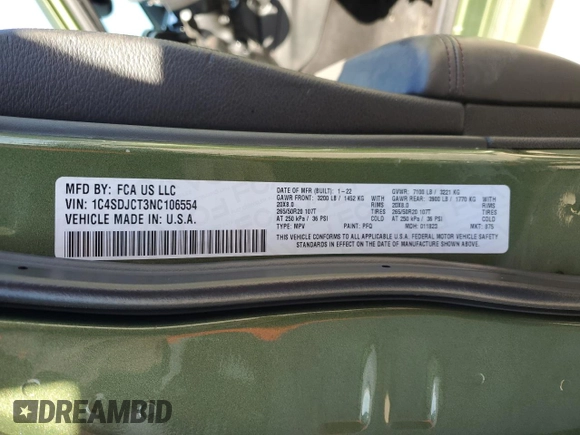 MFD BY: FCA US LLC
VIN: 1C4SDJCT3NC106554
VEHICLE MADE IN: U.S.A.
DATE OF MFR (BUILT): 1-22
GVWR: 7100 LB / 3221 KG
GAWR FRONT: 3200 LB / 1452 KG
WITH
GAWR REAR: 3900 LB / 1770 KG
WITH
20X8.0
RIMS
20X8.0
RIMS
265/50R20 107T
TIRES
265/50R20 107T
TIRES
AT 250 kPa / 36 PSI
COLD
AT 250 kPa / 36 PSI
COLD
TYPE: MPV
PAINT: PFQ
MDH: 011822
MKT: 575
THIS VEHICLE CONFORMS TO ALL APPLICABLE U.S.A. FEDERAL MOTOR VEHICLE SAFETY
STANDARDS IN EFFECT ON THE DATE OF MANUFACTURE SHOWN ABOVE.
DREAMBID